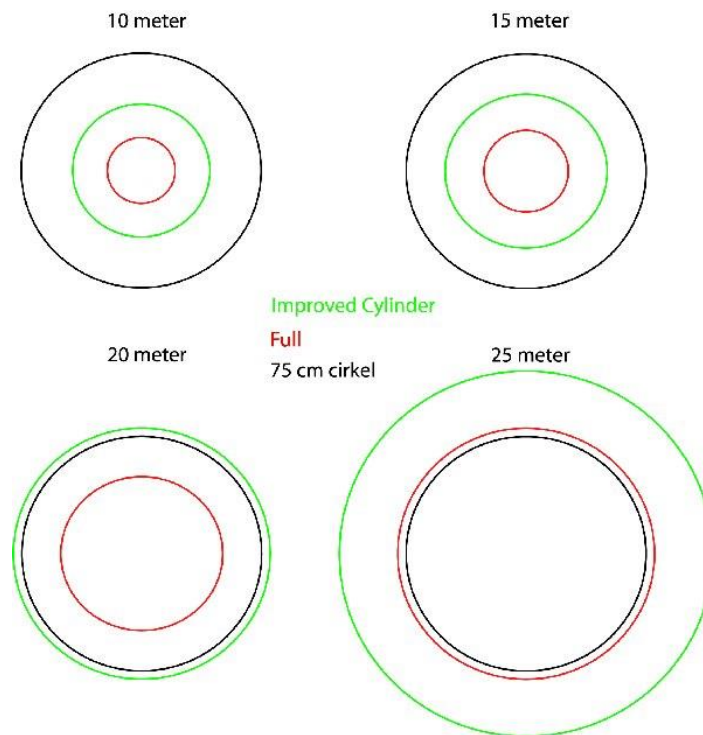 10 meter
15 meter
Improved Cylinder
Full
75 cm cirkel
20 meter
25 meter